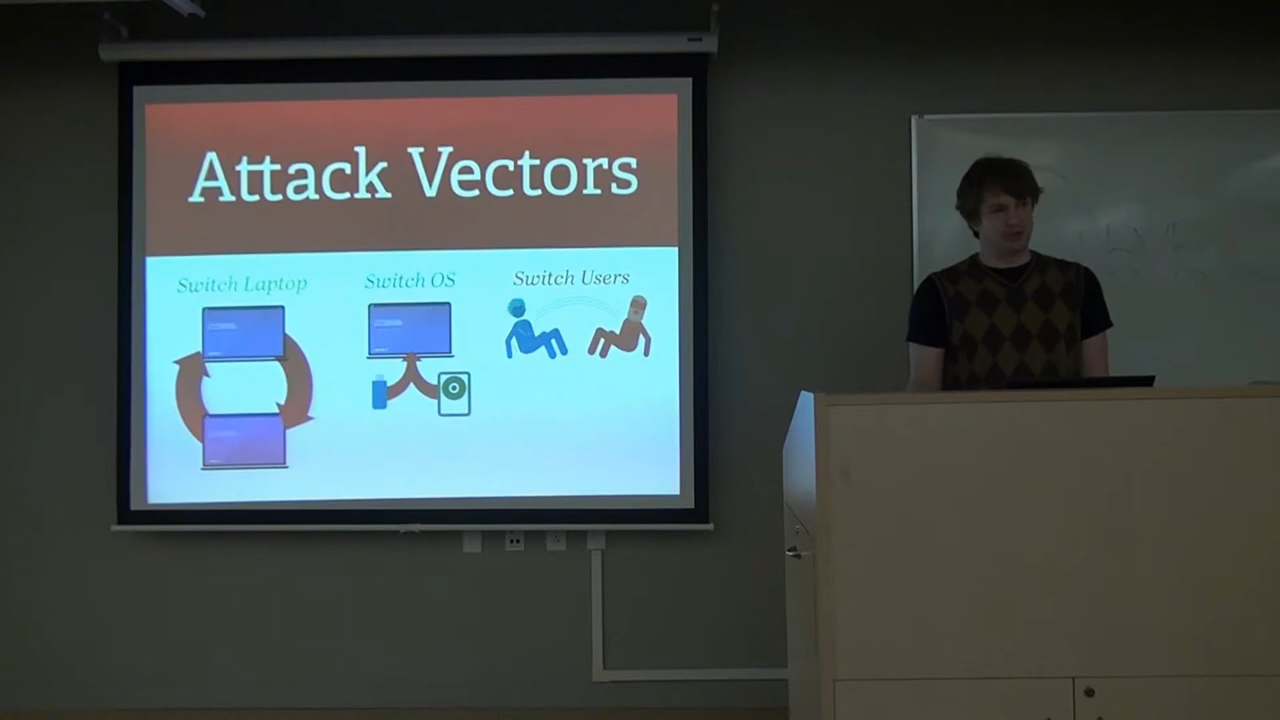 Attack Vectors
Switch Laptop
Switch OS
Switch Users